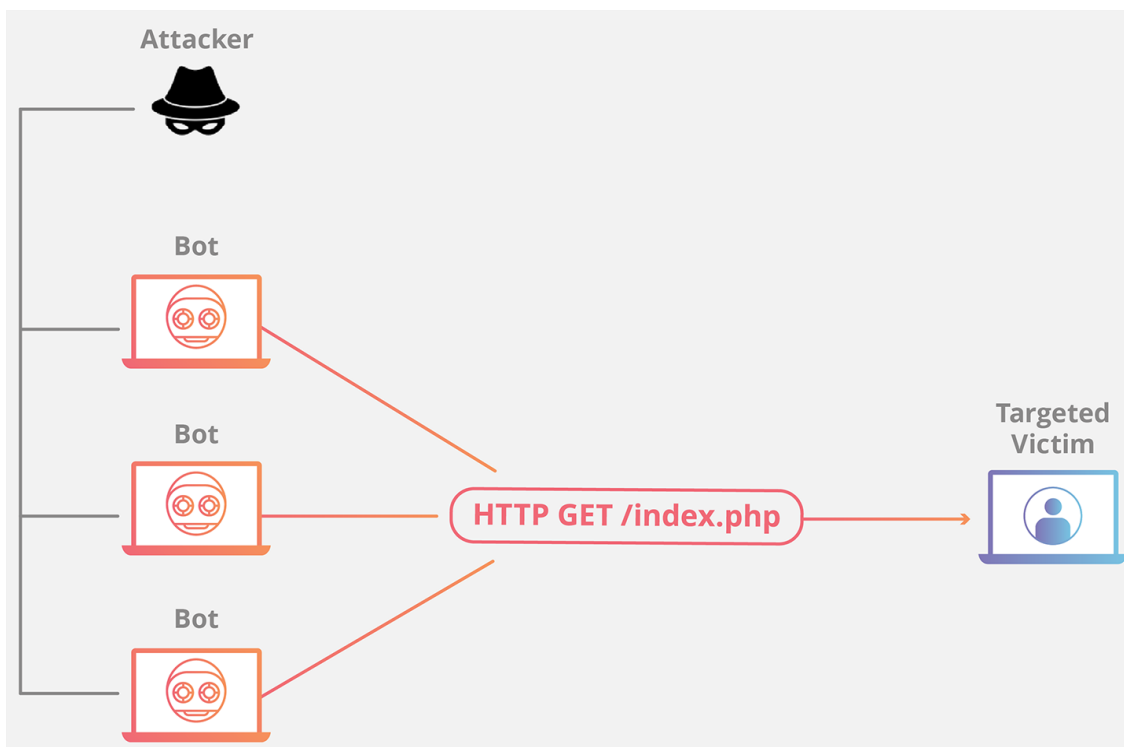 Attacker
Bot
Bot
Bot
HTTP GET /index.php
Targeted
Victim